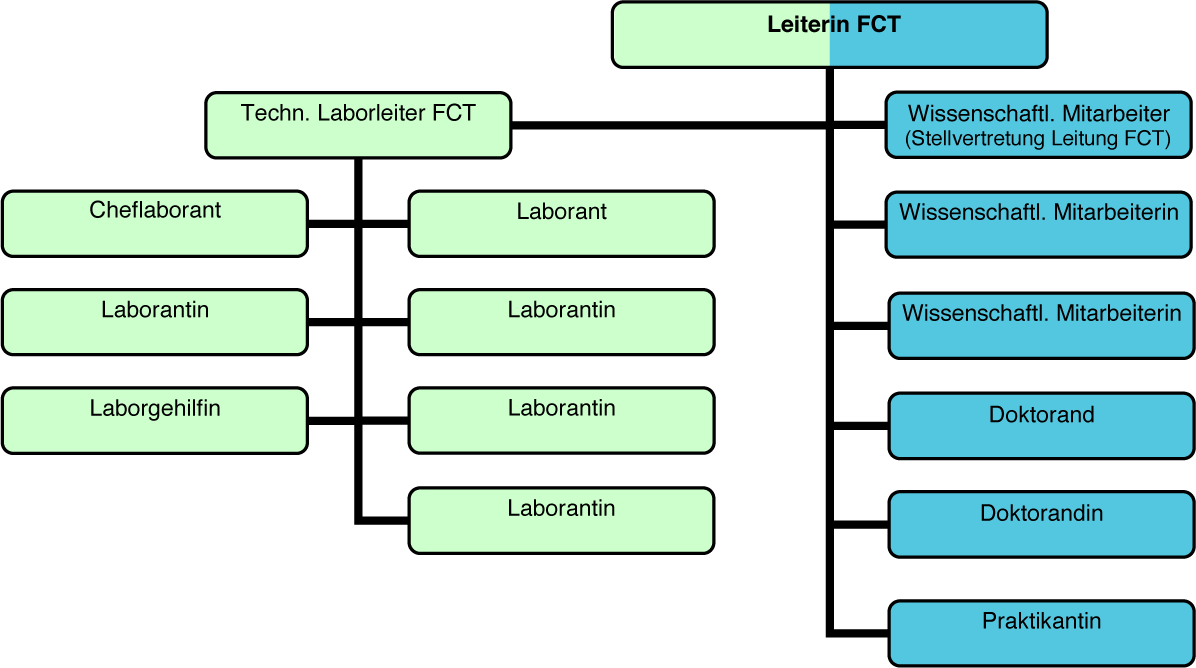 Leiterin FCT
Techn. Laborleiter FCT
Wissenschaftl. Mitarbeiter
(Stellvertretung Leitung FCT)
Cheflaborant
Laborant
Wissenschaftl. Mitarbeiterin
Laborantin
Laborantin
Wissenschaftl. Mitarbeiterin
Laborgehilfin
Laborantin
Doktorand
Laborantin
Doktorandin
Praktikantin